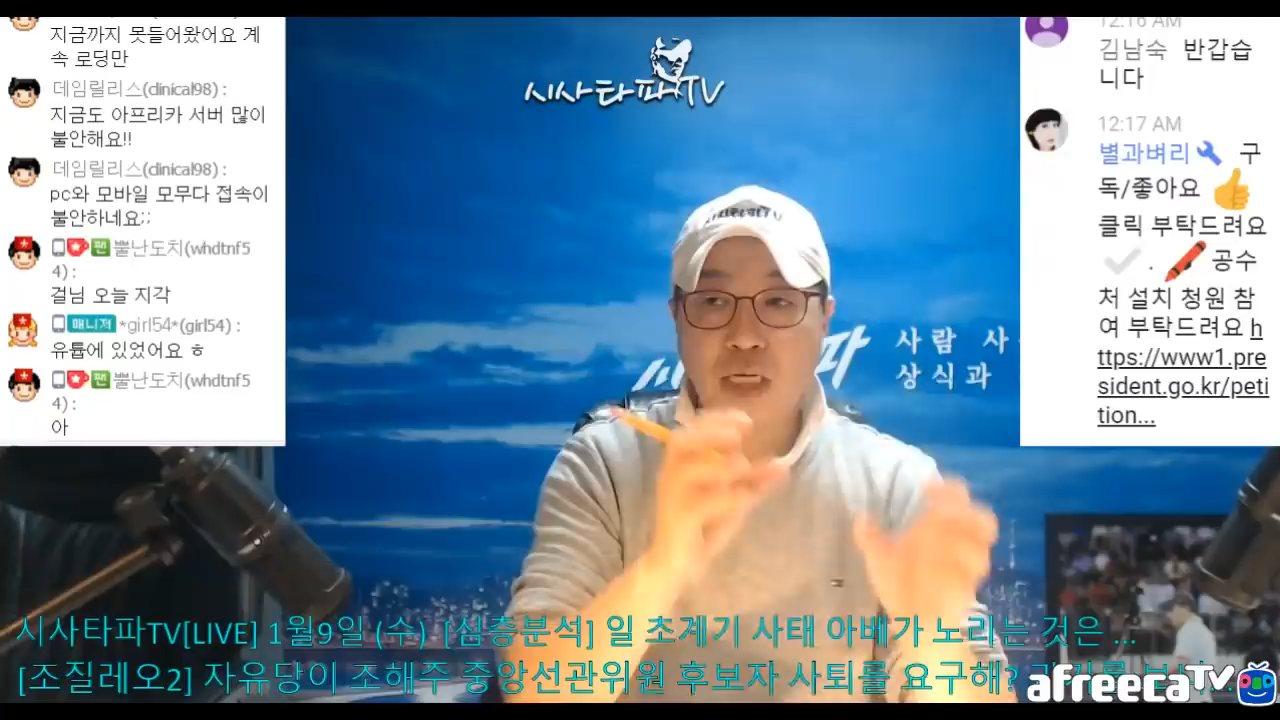 지금까지 못들어왔어요 계
속 로딩만
데임릴리스(clinical98) :
지금도 아프리카 서버 많이
불안해요!!
데임릴리스(clinical98) :
pc와 모바일 모무다 접속이
불안하네요;;
팬 뿔난도치(whdtnf5
4) :
걸님 오늘 지각
매니저 *girl54*(girl54) :
유튭에 있었어요 ㅎ
팬 뿔난도치(whdtnf5
4) :
아
시사타파TV
파 사람 사
상식과
12:16 AM
김남숙 반갑습
니다
12:17 AM
별과벼리 구
독/좋아요
클릭 부탁드려요
. 공수
처 설치 청원 참
여 부탁드려요 h
ttps://www1.pre
sident.go.kr/peti
tion...
시사타파TV[LIVE] 1월9일 (수) [심층분석] 일 초계기 사태 아베가 노리는 것은 ...
[조질레오2] 자유당이 조해주 중앙선관위원 후보자 사퇴를 요구해?
afreecaTV